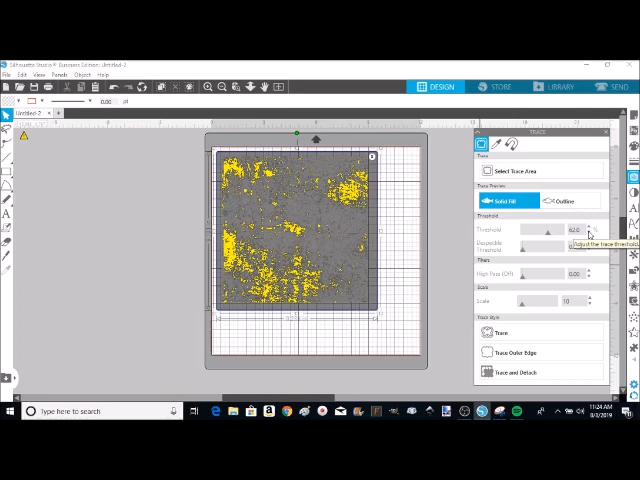 Silhouette Studio® Business Edition: Untitled-2
File Edit View Panels Object Help
DESIGN STORE LIBRARY SEND
0.00 pt
Untitled-2
TRACE
Trace
Select Trace Area
Trace Preview
Solid Fill Outline
Threshold
Threshold 62.0 %
Adjust the trace threshold.
Despeckle
Threshold
Filters
High Pass (Off) 0.00
Scale
Scale 10
Trace Style
Trace
Trace Outer Edge
Trace and Detach
Type here to search
11:24 AM
8/3/2019